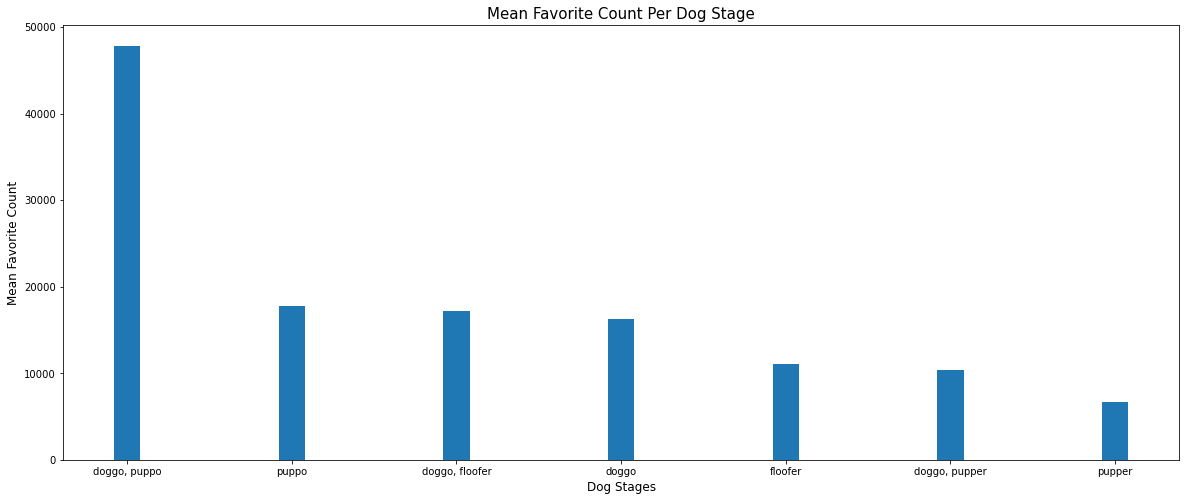 Mean Favorite Count Per Dog Stage
Mean Favorite Count
50000
40000
30000
20000
10000
0
doggo, puppo puppo doggo, floofer doggo floofer doggo, pupper pupper
Dog Stages